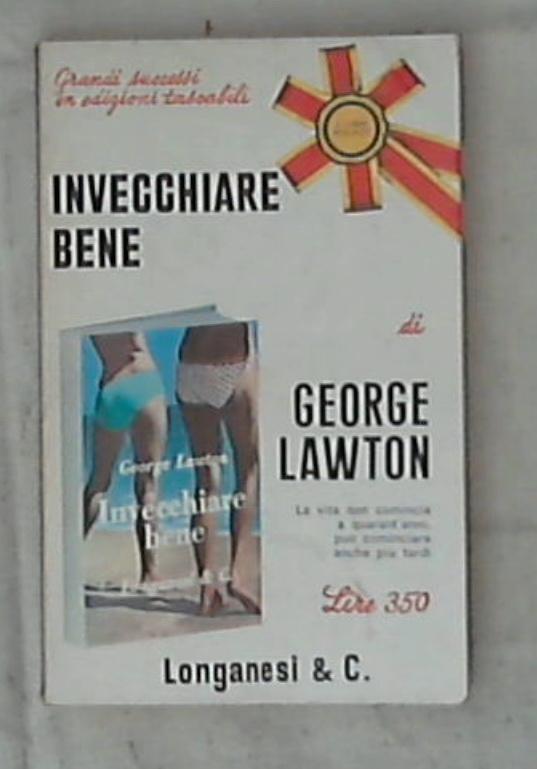 Grandi successi
in edizioni tascabili
INVECCHIARE
BENE
di
GEORGE
LAWTON
George Lawton
Invecchiare
bene
Longanesi & C.
La vita non comincia
a quarant'anni,
può cominciare
anche più tardi
Lire 350
Longanesi & C.